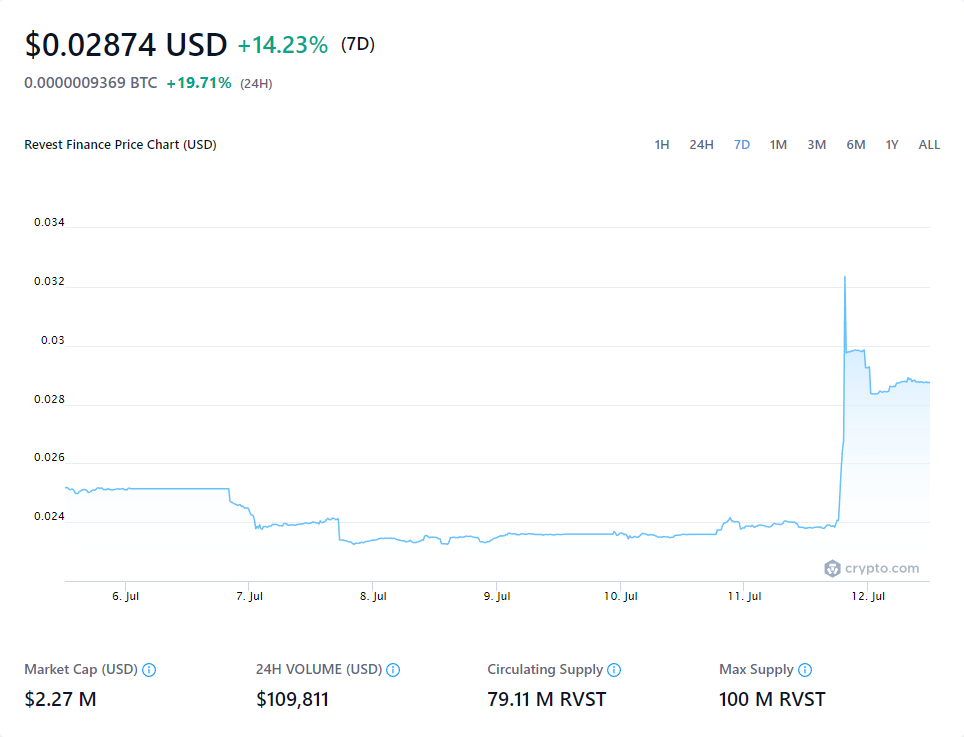 $0.02874 USD +14.23% (7D)
0.0000009369 BTC +19.71% (24H)
Revest Finance Price Chart (USD) 1H 24H 7D 1M 3M 6M 1Y ALL
0.034
0.032
0.03
0.028
0.026
0.024
crypto.com
6. Jul 7. Jul 8. Jul 9. Jul 10. Jul 11. Jul 12. Jul
Market Cap (USD) 24H VOLUME (USD) Circulating Supply Max Supply
$2.27 M $109,811 79.11 M RVST 100 M RVST